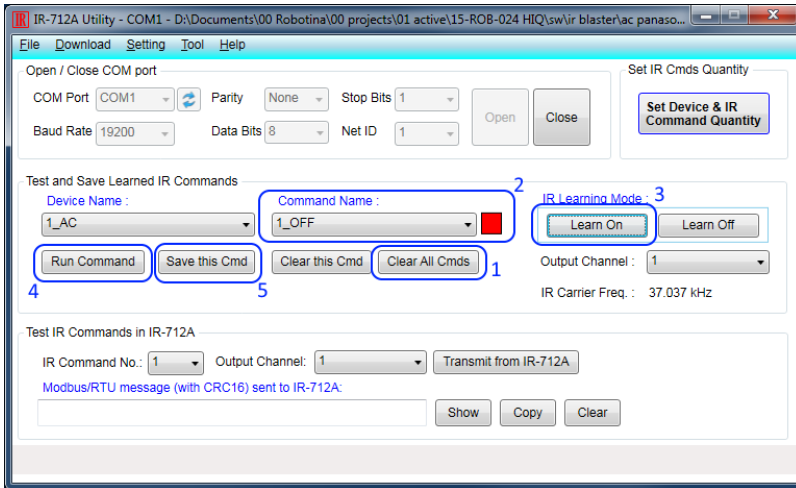 IR IR-712A Utility - COM1 - D:\Documents\00 Robotina\00 projects\01 active\15-ROB-024 HIQ\sw\ir blaster\ac panaso...
File Download Setting Tool Help
Open / Close COM port
Set IR Cmds Quantity
COM Port COM1 Parity None Stop Bits 1
Open Close
Set Device & IR
Command Quantity
Baud Rate 19200 Data Bits 8 Net ID 1
Test and Save Learned IR Commands
Device Name : Command Name : 2 IR Learning Mode : 3
1_AC 1_OFF Learn On Learn Off
Run Command Save this Cmd Clear this Cmd Clear All Cmds 1 Output Channel : 1
4 5
IR Carrier Freq. : 37.037 kHz
Test IR Commands in IR-712A
IR Command No.: 1 Output Channel: 1 Transmit from IR-712A
Modbus/RTU message (with CRC16) sent to IR-712A:
Show Copy Clear